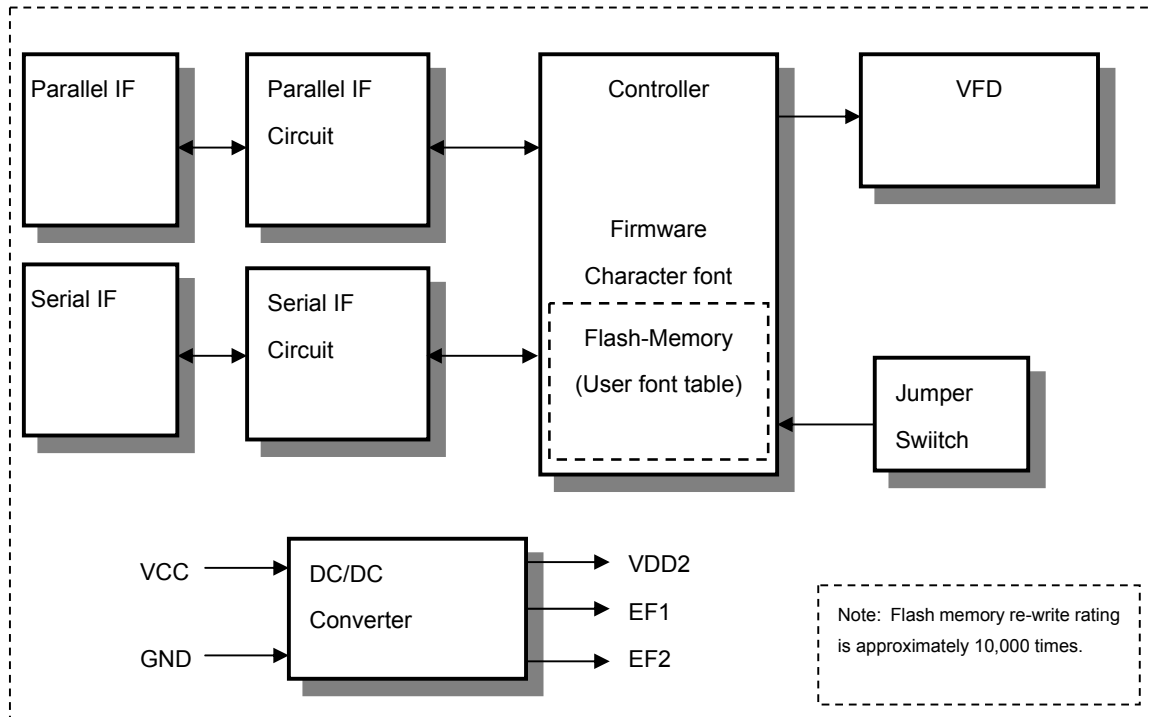 Parallel IF
Parallel IF
Circuit
Controller
VFD
Firmware
Character font
Serial IF
Serial IF
Circuit
Flash-Memory
(User font table)
Jumper
Swiitch
VCC
GND
DC/DC
Converter
VDD2
EF1
EF2
Note:  Flash memory re-write rating
is approximately 10,000 times.